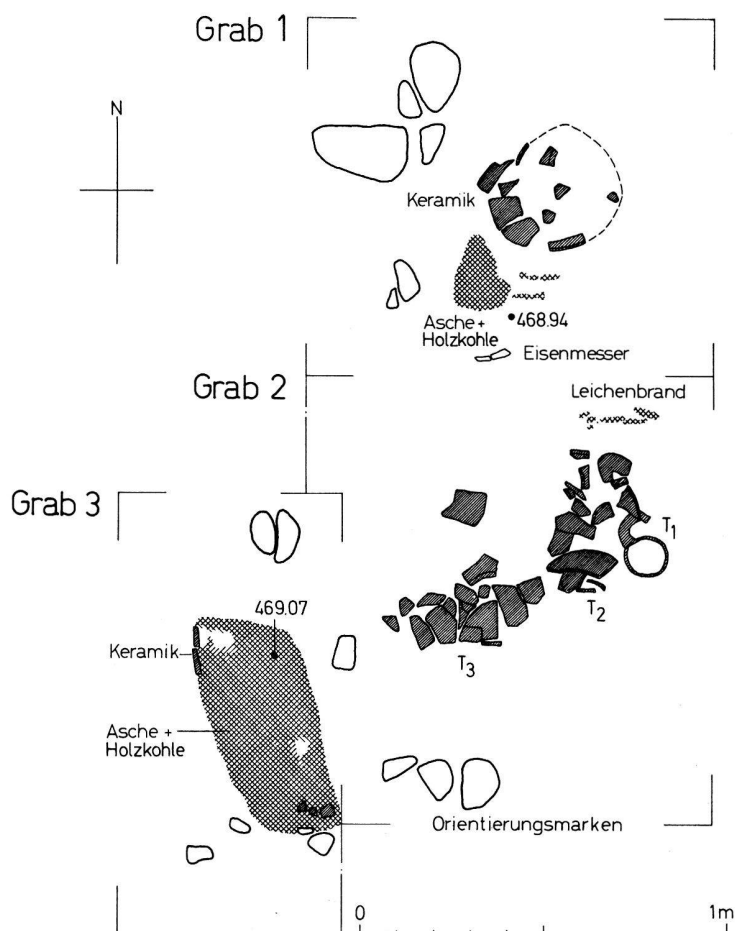 Grab 1
N
Keramik
Asche +
Holzkohle
468.94
Eisenmesser
Grab 2
Leichenbrand
Grab 3
T1
T2
469.07
Keramik
T3
Asche +
Holzkohle
Orientierungsmarken
0 1m